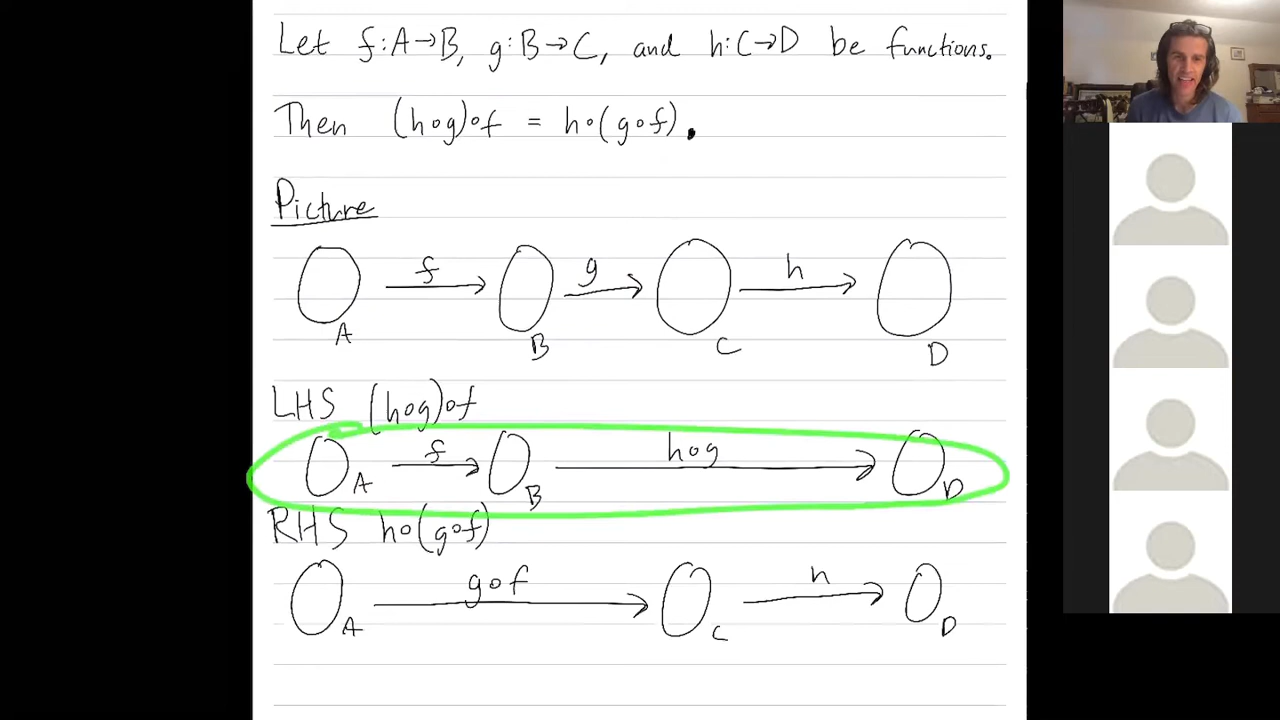 Let f:A→B, g:B→C, and h:C→D be functions.
Then (h∘g)∘f = h∘(g∘f).
Picture
f g h
A B C D
LHS (h∘g)∘f
f h∘g
A B D
RHS h∘(g∘f)
g∘f h
A C D